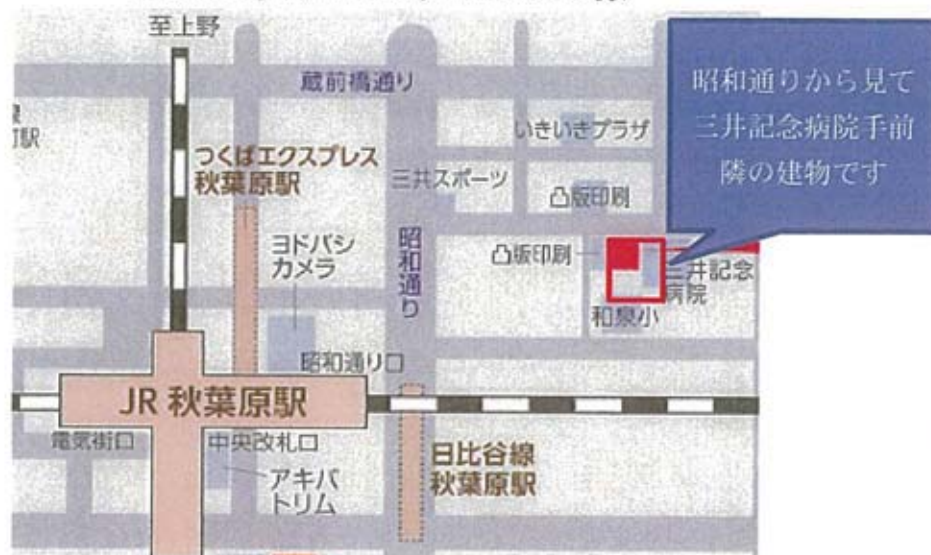 至上野
蔵前橋通り
昭和通りから見て
三井記念病院手前
隣の建物です
いきいきプラザ
つくばエクスプレス
秋葉原駅
三共スポーツ
凸版印刷
ヨドバシ
カメラ
昭和通り
凸版印刷
三井記念
病院
和泉小
昭和通り口
JR 秋葉原駅
電気街口
中央改札口
日比谷線
秋葉原駅
アキバ
トリム